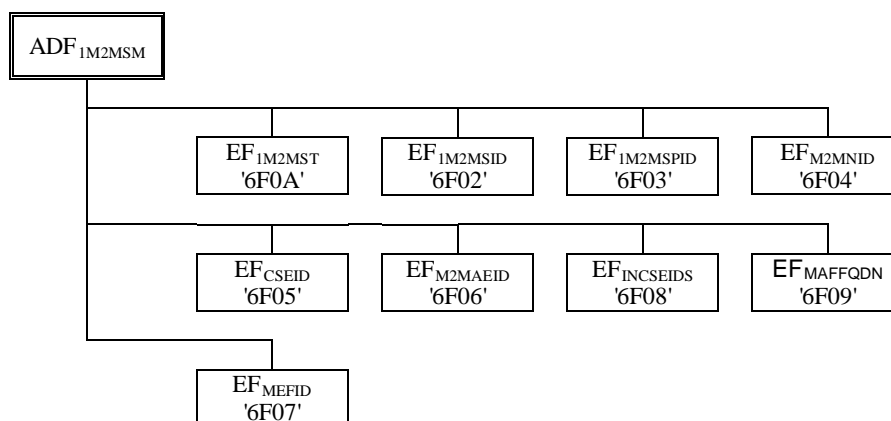 ADF1M2MSM
EF1M2MST
'6F0A'
EF1M2MSID
'6F02'
EF1M2MSPID
'6F03'
EFM2MNID
'6F04'
EFCSEID
'6F05'
EFM2MAEID
'6F06'
EFINCSEIDS
'6F08'
EFMAFFQDN
'6F09'
EFMEFID
'6F07'